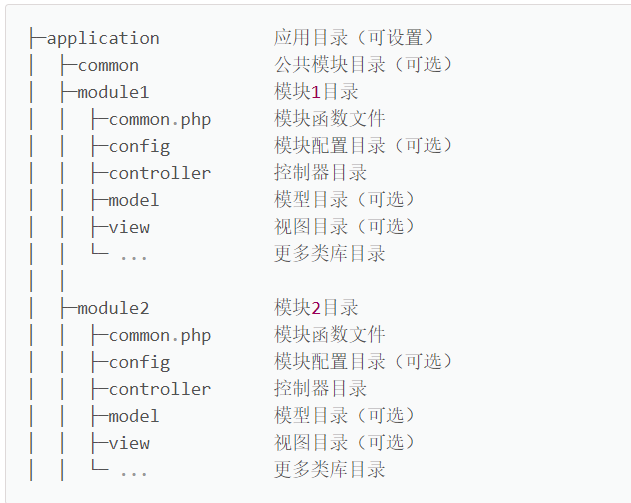 ├─application           应用目录（可设置）
│  ├─common             公共模块目录（可选）
│  ├─module1            模块1目录
│  │  ├─common.php      模块函数文件
│  │  ├─config          模块配置目录（可选）
│  │  ├─controller      控制器目录
│  │  ├─model           模型目录（可选）
│  │  ├─view            视图目录（可选）
│  │  └─ ...            更多类库目录
│  │
│  ├─module2            模块2目录
│  │  ├─common.php      模块函数文件
│  │  ├─config          模块配置目录（可选）
│  │  ├─controller      控制器目录
│  │  ├─model           模型目录（可选）
│  │  ├─view            视图目录（可选）
│  │  └─ ...            更多类库目录